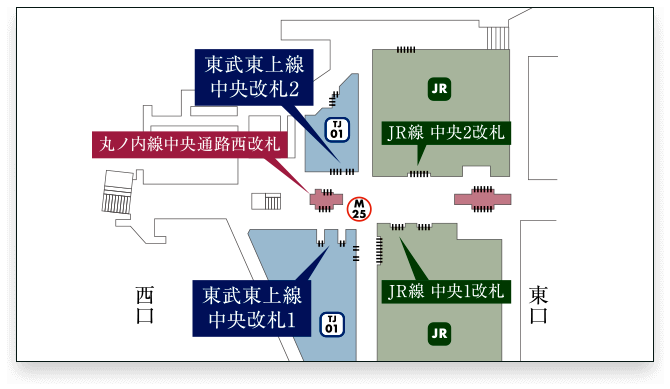 東武東上線
中央改札2
JR
TJ
01
丸ノ内線中央通路西改札
JR線 中央2改札
M
25
東武東上線
中央改札1
JR線 中央1改札
西口
東口
TJ
01
JR